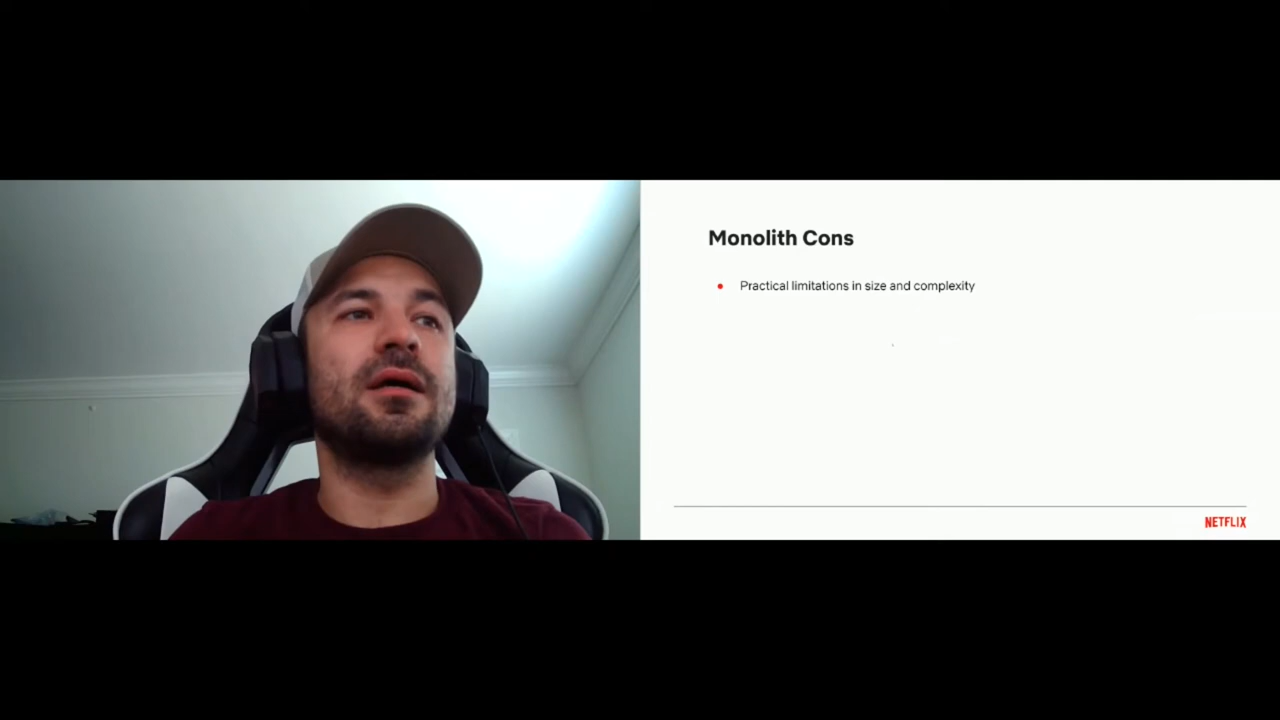 Monolith Cons
Practical limitations in size and complexity
NETFLIX